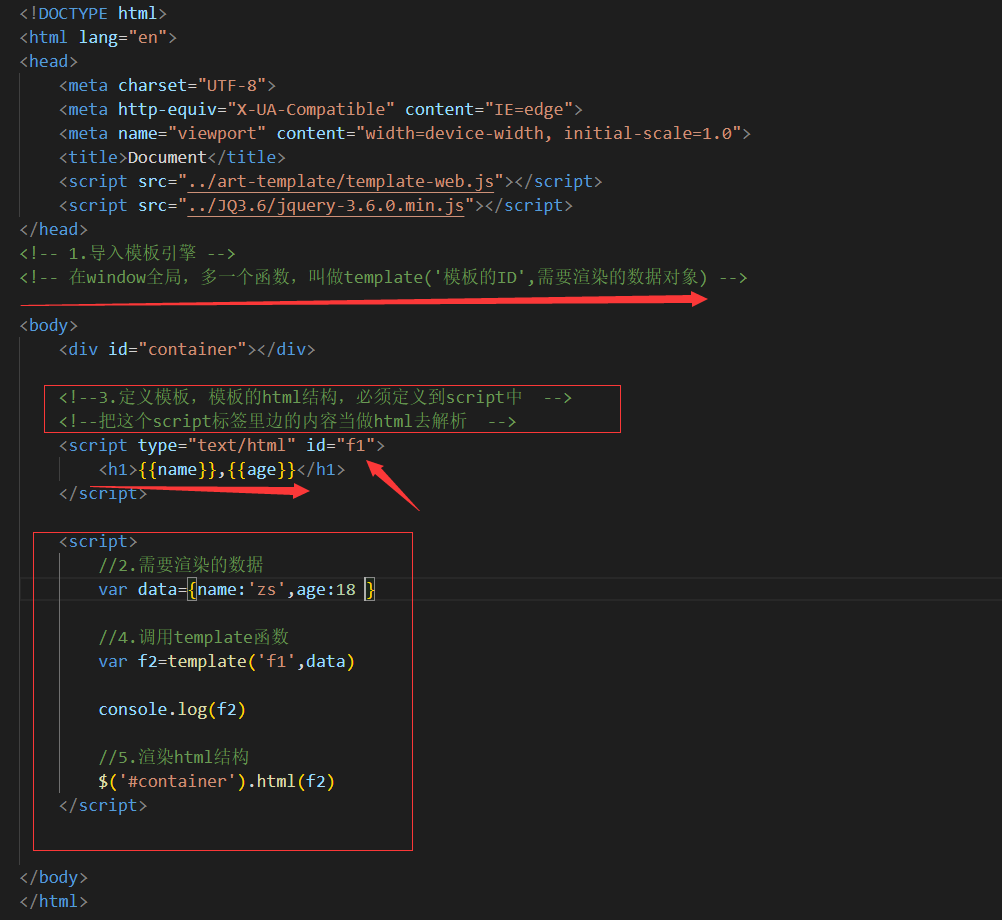 <!DOCTYPE html>
<html lang="en">
<head>
    <meta charset="UTF-8">
    <meta http-equiv="X-UA-Compatible" content="IE=edge">
    <meta name="viewport" content="width=device-width, initial-scale=1.0">
    <title>Document</title>
    <script src="../art-template/template-web.js"></script>
    <script src="../JQ3.6/jquery-3.6.0.min.js"></script>
</head>
<!-- 1.导入模板引擎 -->
<!-- 在window全局，多一个函数，叫做template('模板的ID',需要渲染的数据对象) -->
<body>
    <div id="container"></div>
    <!--3.定义模板，模板的html结构，必须定义到script中  -->
    <!--把这个script标签里边的内容当做html去解析  -->
    <script type="text/html" id="f1">
        <h1>{{name}},{{age}}</h1>
    </script>
    <script>
        //2.需要渲染的数据
        var data={name:'zs',age:18 }
        //4.调用template函数
        var f2=template('f1',data)
        console.log(f2)
        //5.渲染html结构
        $('#container').html(f2)
    </script>
</body>
</html>